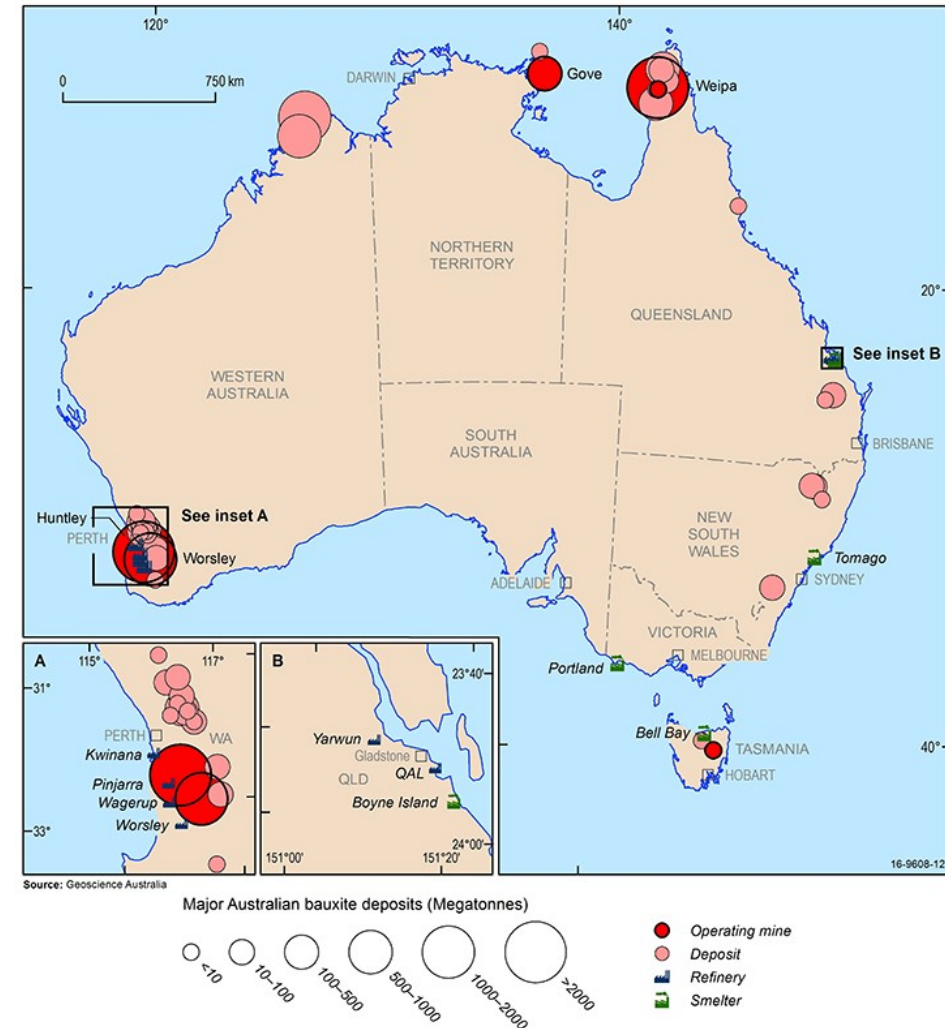 120°
140°
0
750 km
DARWIN
Gove
Weipa
NORTHERN
TERRITORY
20°
QUEENSLAND
See inset B
WESTERN
AUSTRALIA
SOUTH
AUSTRALIA
BRISBANE
Huntley
See inset A
PERTH
Worsley
NEW
SOUTH
WALES
Tomago
ADELAIDE
SYDNEY
VICTORIA
MELBOURNE
Portland
Bell Bay
TASMANIA
40°
HOBART
16-9608-12
A
115°
117°
31°
PERTH
WA
Kwinana
Pinjarra
Wagerup
Worsley
33°
B
23°40'
Yarwun
Gladstone
QLD
QAL
Boyne Island
24°00'
151°00'
151°20'
Source: Geoscience Australia
Major Australian bauxite deposits (Megatonnes)
<10
10–100
100–500
500–1000
1000–2000
>2000
Operating mine
Deposit
Refinery
Smelter